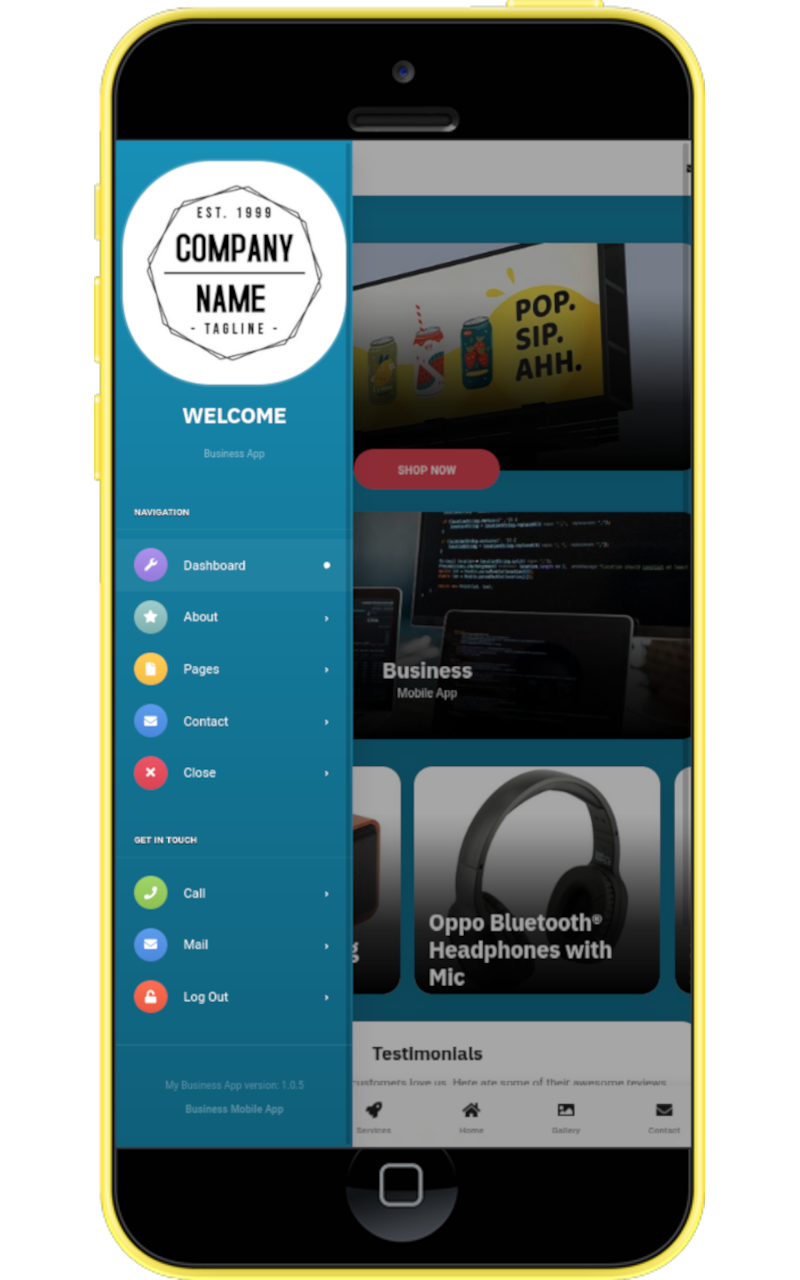 EST. 1999
COMPANY
NAME
- TAGLINE -
WELCOME
Business App
NAVIGATION
Dashboard
About
Pages
Contact
Close
GET IN TOUCH
Call
Mail
Log Out
My Business App version: 1.0.5
Business Mobile App
POP.
SIP.
AHH.
SHOP NOW
Business
Mobile App
g
Oppo Bluetooth®
Headphones with
Mic
Testimonials
customers love us. Here are some of their awesome reviews
Services
Home
Gallery
Contact